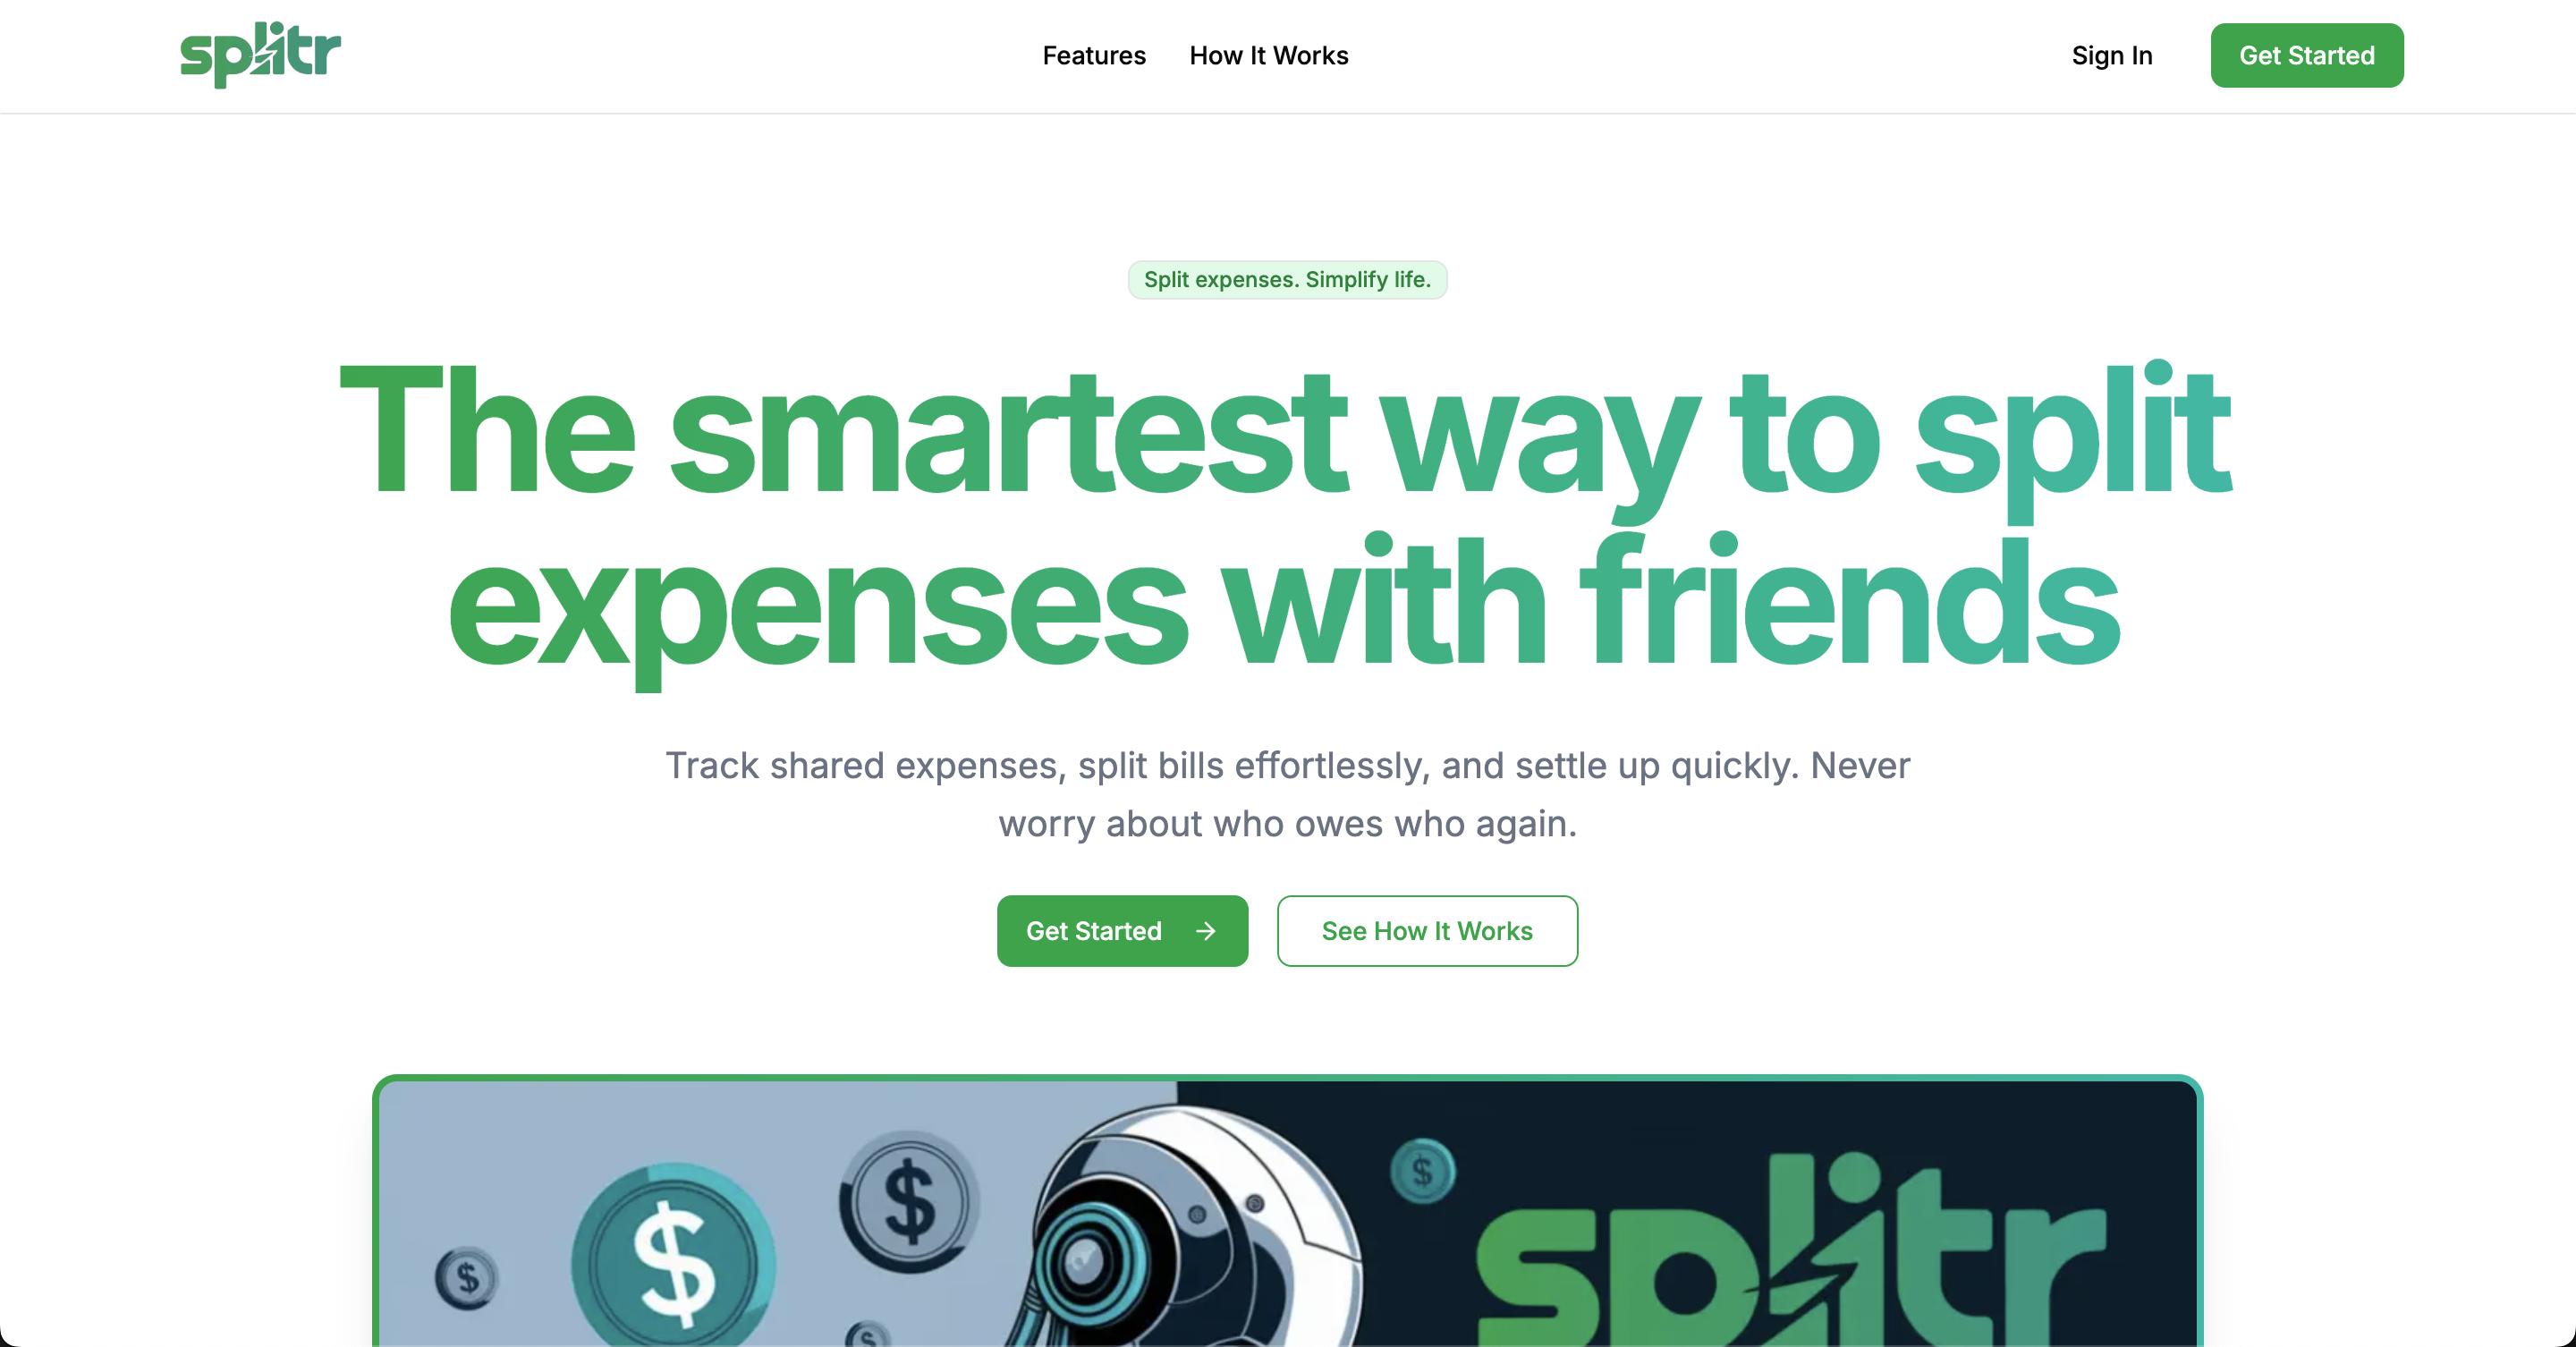 splitr
Features
How It Works
Sign In
Get Started
Split expenses. Simplify life.
The smartest way to split
expenses with friends
Track shared expenses, split bills effortlessly, and settle up quickly. Never
worry about who owes who again.
Get Started
See How It Works
$
$
$
$
$
splitr